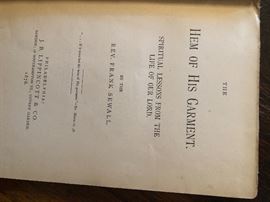 THE
HEM OF HIS GARMENT.
SPIRITUAL LESSONS FROM THE
LIFE OF OUR LORD.
BY THE
REV. FRANK SEWALL.
PHILADELPHIA:
J. B. LIPPINCOTT & CO.
1876.